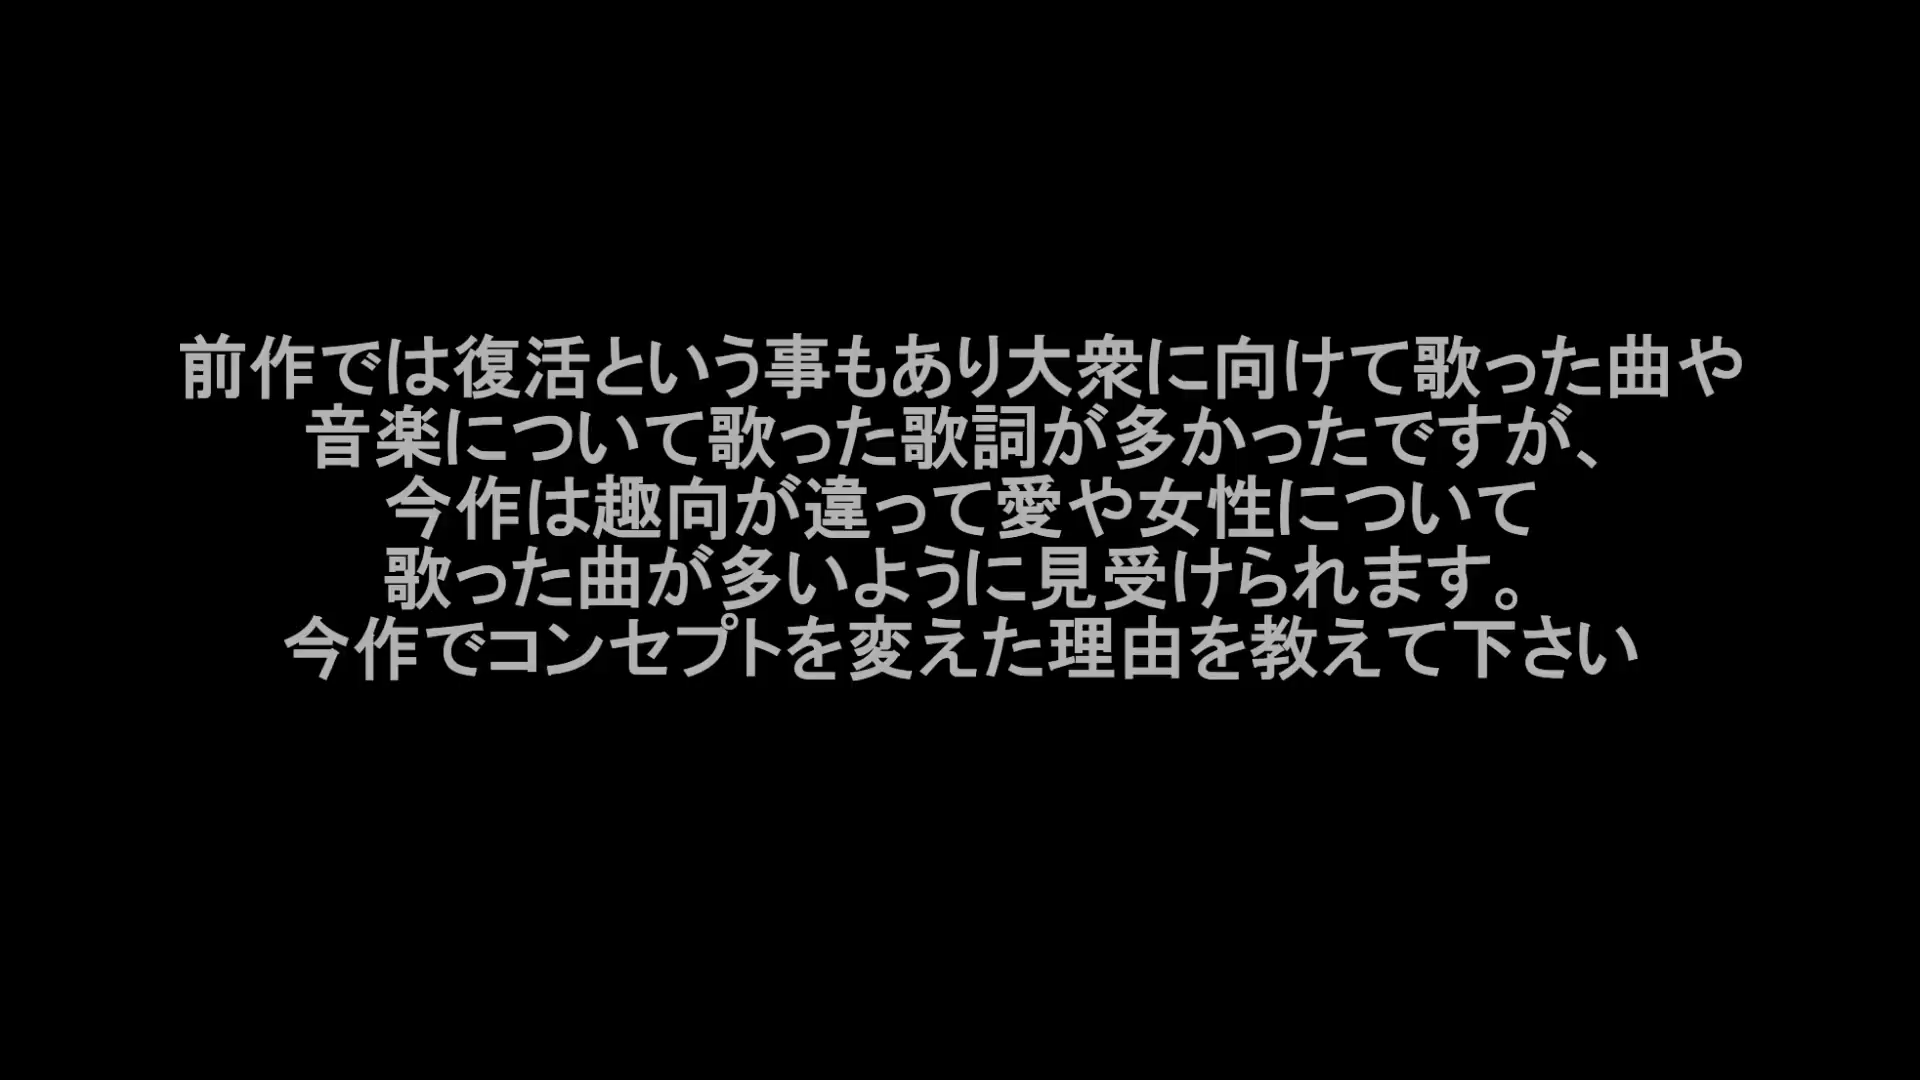 前作では復活という事もあり大衆に向けて歌った曲や
音楽について歌った歌詞が多かったですが、
今作は趣向が違って愛や女性について
歌った曲が多いように見受けられます。
今作でコンセプトを変えた理由を教えて下さい